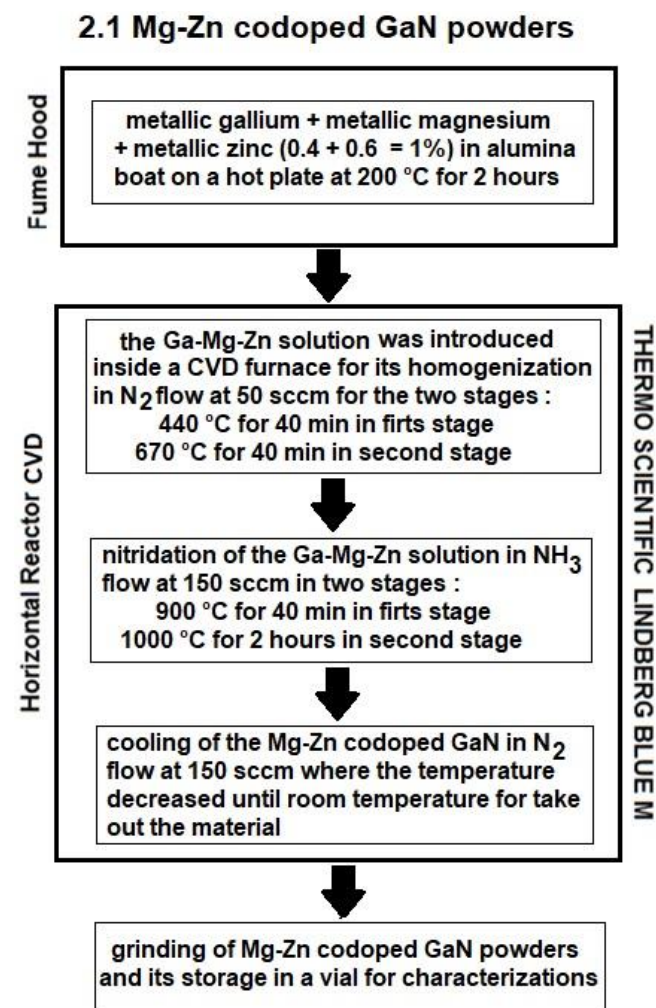 2.1 Mg-Zn codoped GaN powders
Fume Hood
metallic gallium + metallic magnesium
+ metallic zinc (0.4 + 0.6 = 1%) in alumina
boat on a hot plate at 200 °C for 2 hours
Horizontal Reactor CVD
the Ga-Mg-Zn solution was introduced
inside a CVD furnace for its homogenization
in N2 flow at 50 sccm for the two stages :
440 °C for 40 min in firts stage
670 °C for 40 min in second stage
nitridation of the Ga-Mg-Zn solution in NH3
flow at 150 sccm in two stages :
900 °C for 40 min in firts stage
1000 °C for 2 hours in second stage
cooling of the Mg-Zn codoped GaN in N2
flow at 150 sccm where the temperature
decreased until room temperature for take
out the material
THERMO SCIENTIFIC LINDBERG BLUE M
grinding of Mg-Zn codoped GaN powders
and its storage in a vial for characterizations